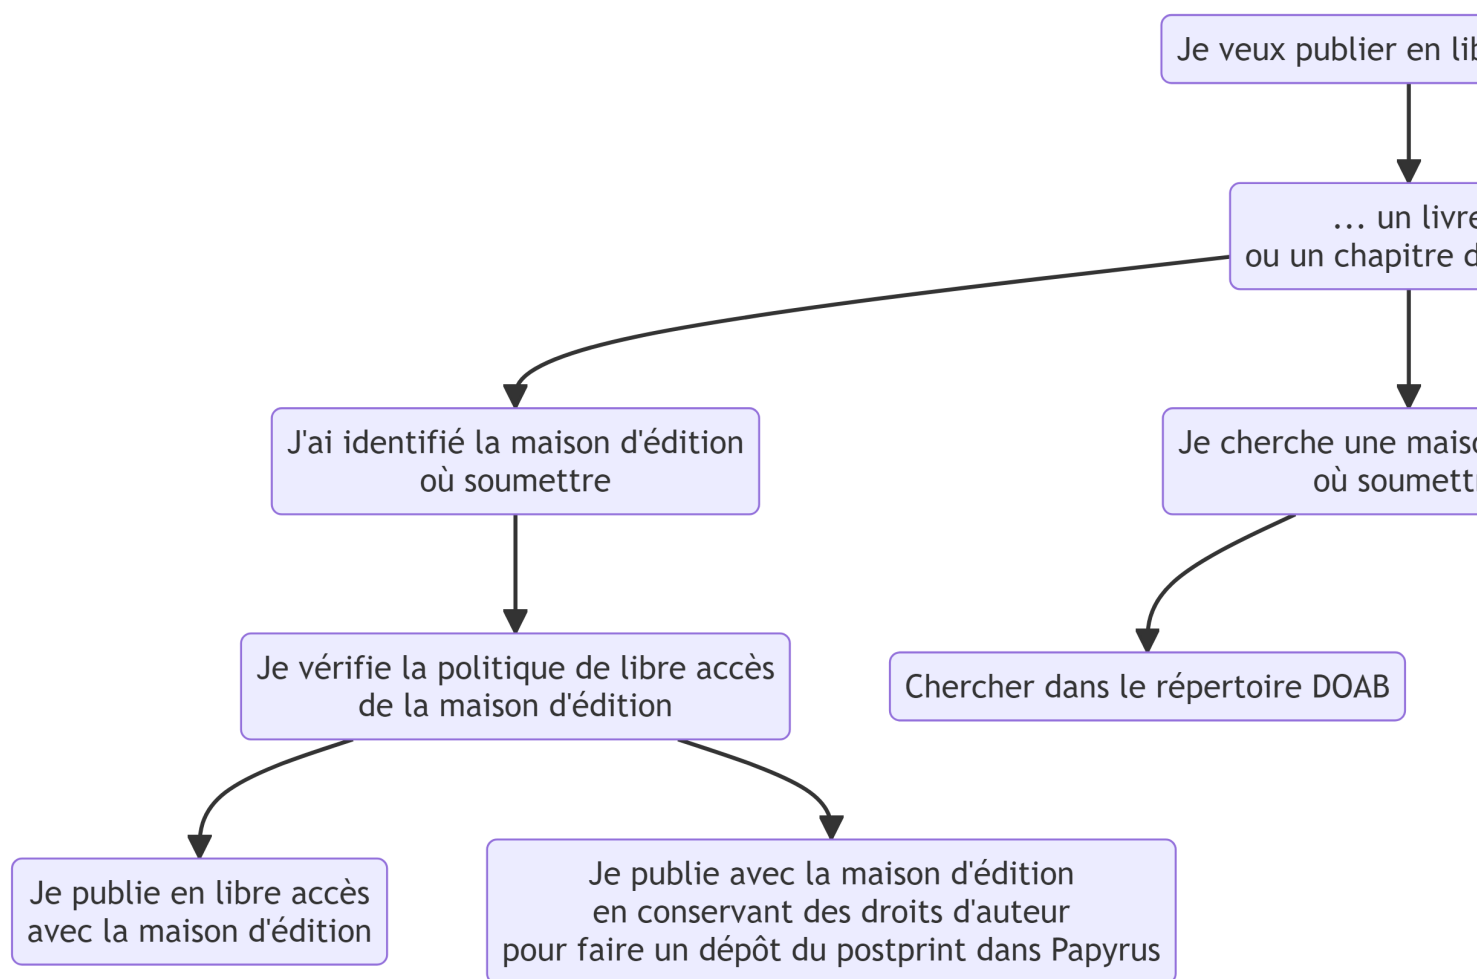 Je veux publier en
... un livre
ou un chapitre
J'ai identifié la maison d'édition
où soumettre
Je cherche une
où
Je vérifie la politique de libre accès
de la maison d'édition
Chercher dans le répertoire DOAB
Je publie en libre accès
avec la maison d'édition
Je publie avec la maison d'édition
en conservant des droits d'auteur
pour faire un dépôt du postprint dans Papyrus